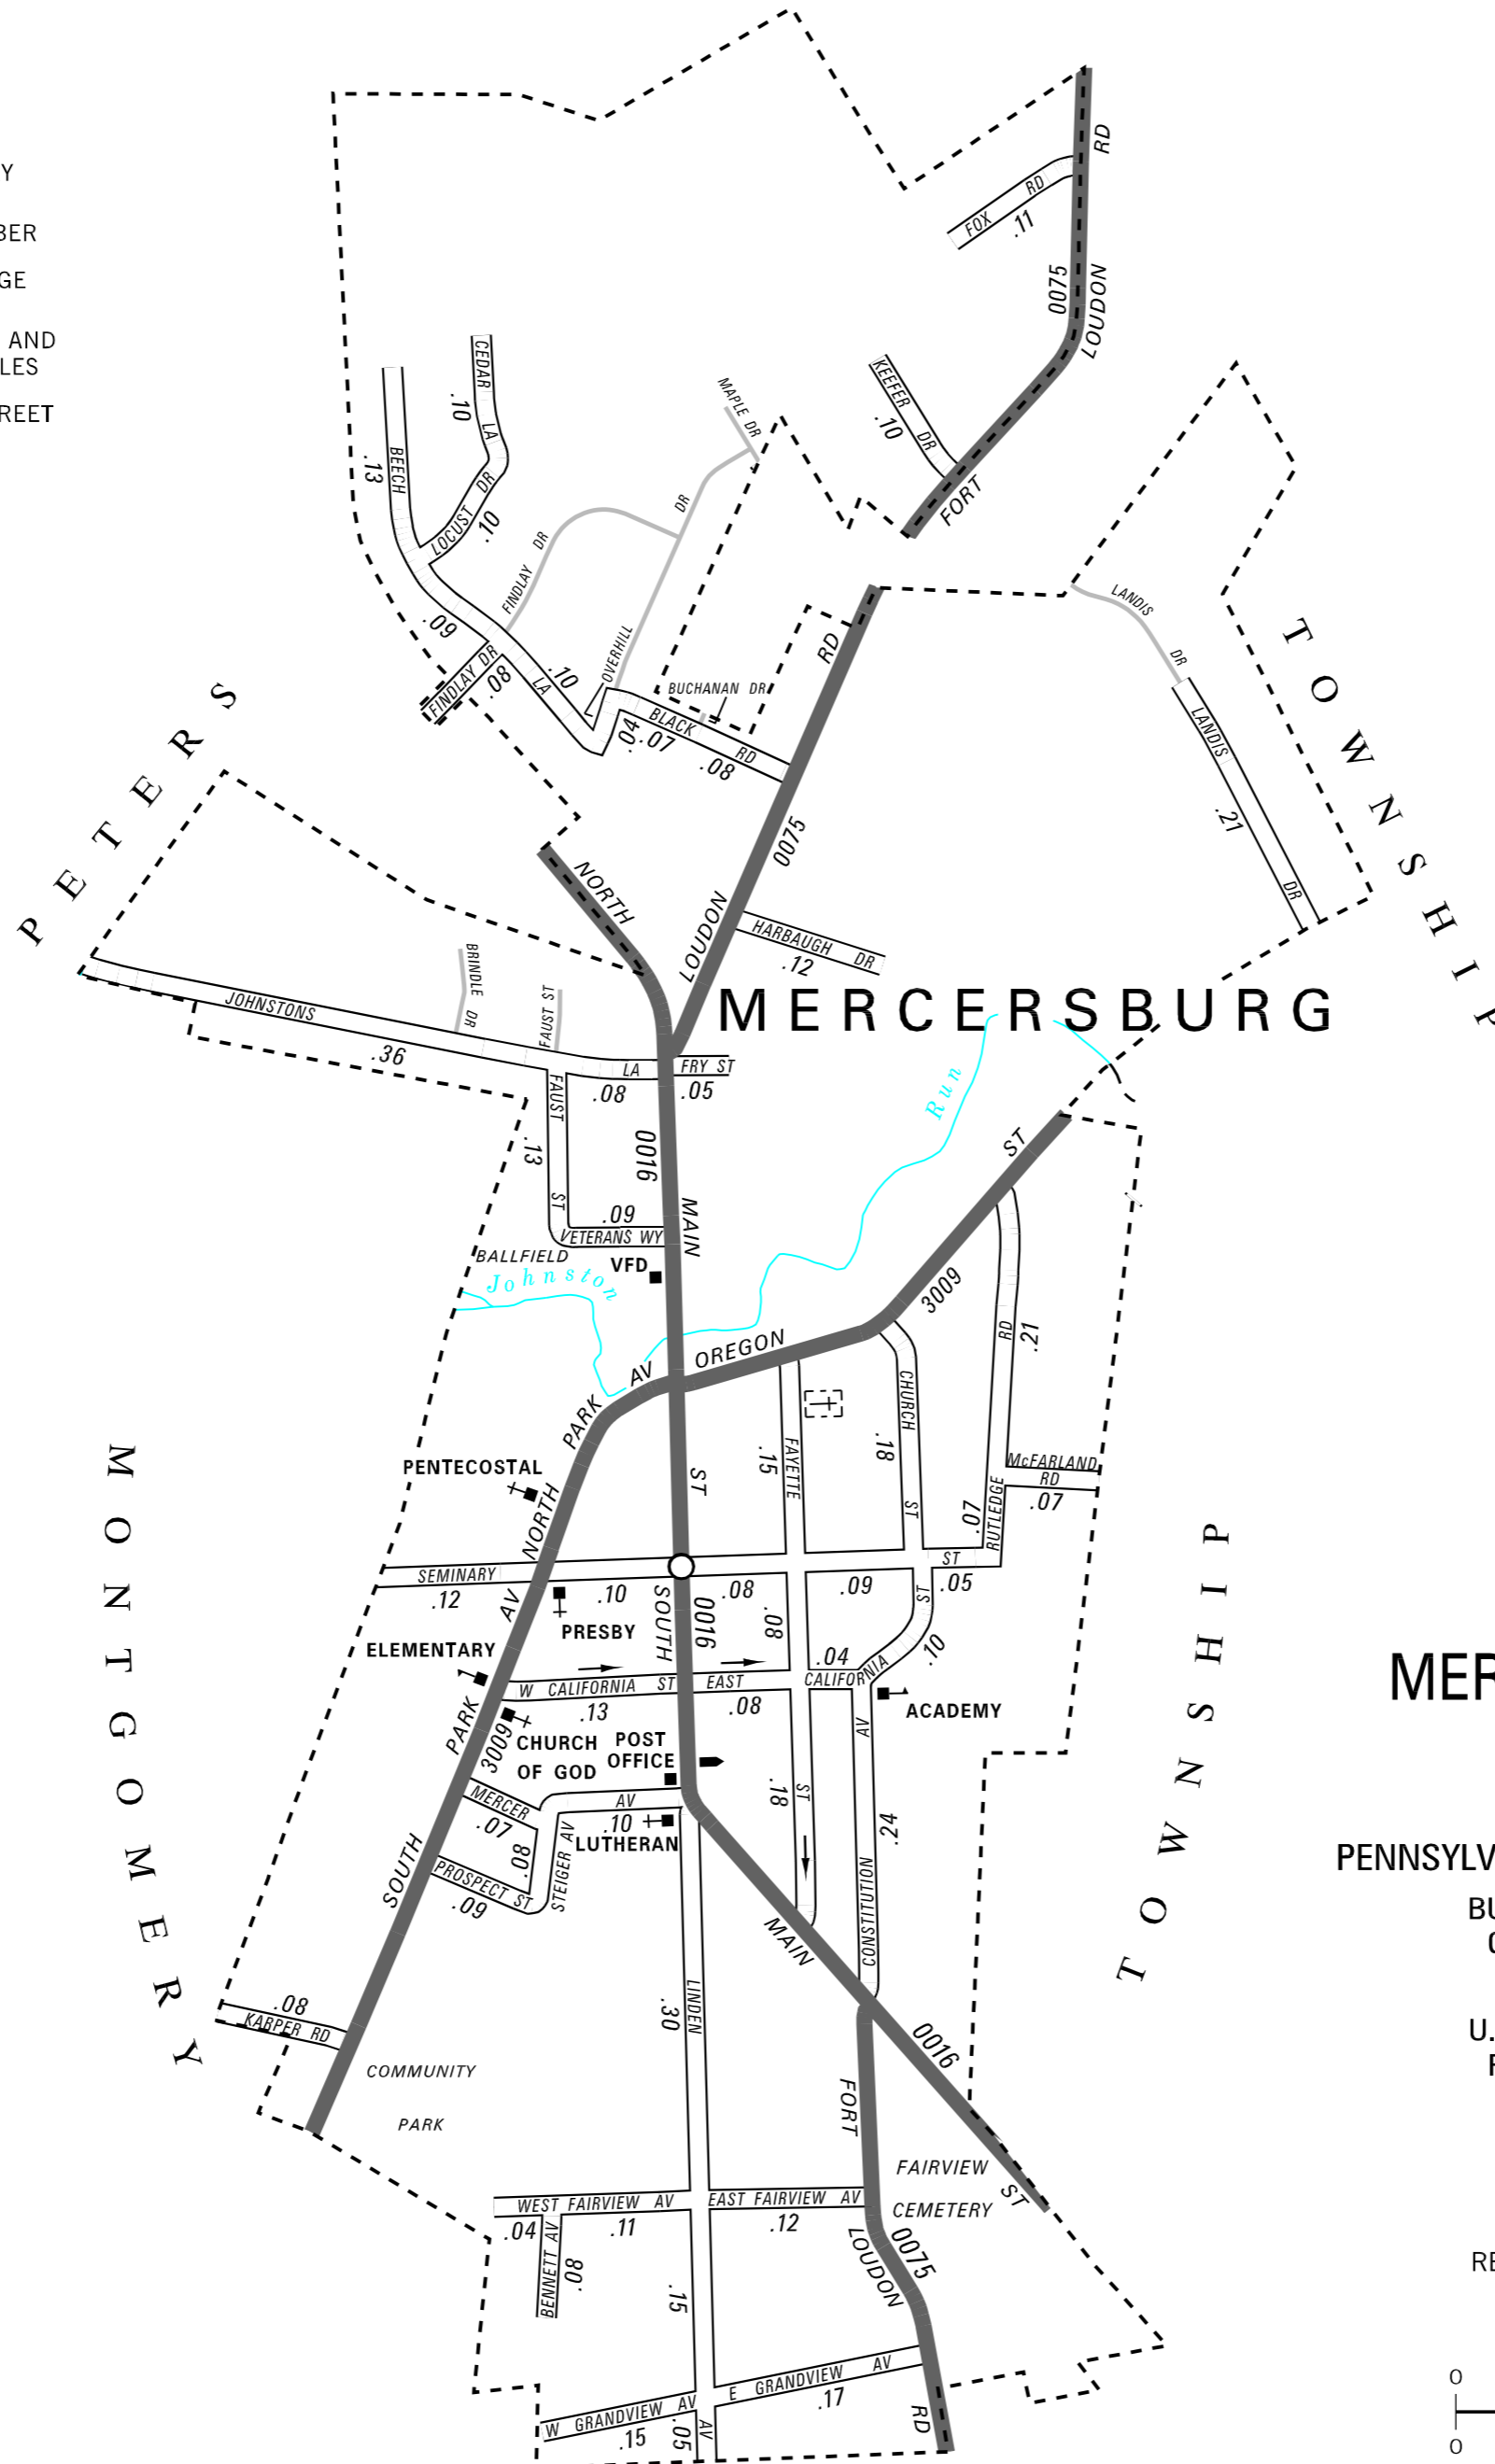 Y
BER
GE
AND
LES
REET
RD
FOX RD
.11
0075
LOUDON
CEDAR LA
.10
KEEFER DR
.10
MAPLE DR
BEECH
.13
LOCUST DR
.10
FORT
DR
FINDLAY DR
LANDIS DR
.09
OVERHILL
RD
FINDLAY DR
.08
LA
.10
BUCHANAN DR
BLACK RD
.04
.07
.08
LANDIS DR
.21
PETERS
TOWNSHIP
0075
NORTH
LOUDON
HARBAUGH DR
.12
BRINDLE DR
FAUST ST
MERCERSBURG
JOHNSTONS LA
.36
.08
FRY ST
.05
FAUST ST
.13
0016
MAIN
Run
ST
.09
VETERANS WY
BALLFIELD
VFD
Johnston
3009
RD
.21
OREGON
PARK AV
CHURCH ST
.18
FAYETTE
.15
ST
MONTGOMERY
PENTECOSTAL
McFARLAND
RD
.07
NORTH
.07
RUTLEDGE
TOWNSHIP
SEMINARY ST
.12
.10
.08
.09
.05
AV
SOUTH
0016
.08
ST
PRESBY
ELEMENTARY
.04
.10
W CALIFORNIA ST
EAST
CALIFORNIA
.13
.08
ACADEMY
PARK
3009
CHURCH
OF GOD
POST
OFFICE
AV
MER
MERCER AV
.07
.10
LUTHERAN
.18
ST
.24
PENNSYLV
.08
STEIGER AV
PROSPECT ST
.09
SOUTH
CONSTITUTION
BU
MAIN
LINDEN
.30
.08
KARPER RD
0016
U.
COMMUNITY
PARK
FORT
FAIRVIEW
CEMETERY
ST
WEST FAIRVIEW AV
EAST FAIRVIEW AV
.04
.11
.12
BENNETT AV
.08
LOUDON
0075
.15
RE
E GRANDVIEW AV
.17
W GRANDVIEW AV
.15
.05
AV
RD
0
0